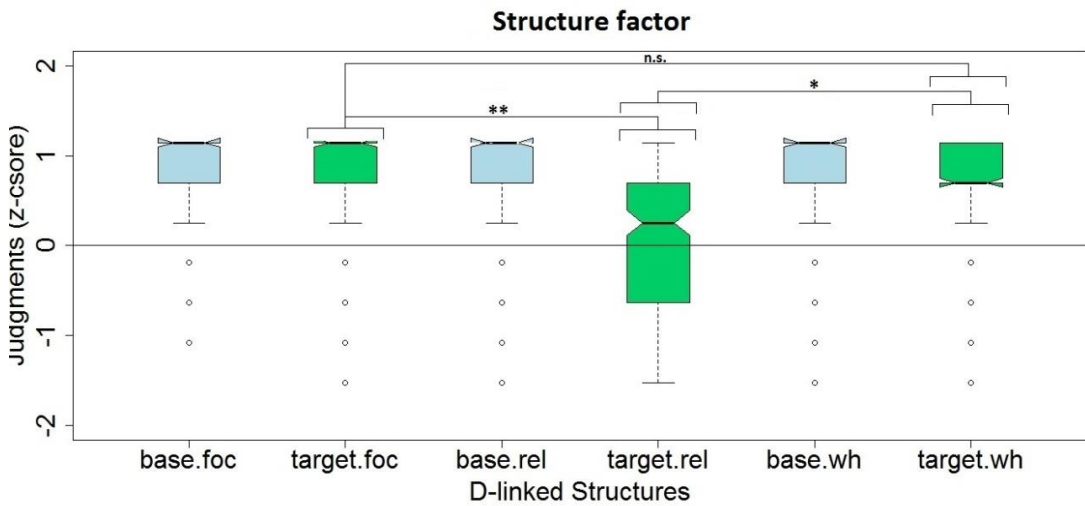 Structure factor
n.s.
**
*
Judgments (z-csore)
2
1
0
-1
-2
base.foc target.foc base.rel target.rel base.wh target.wh
D-linked Structures